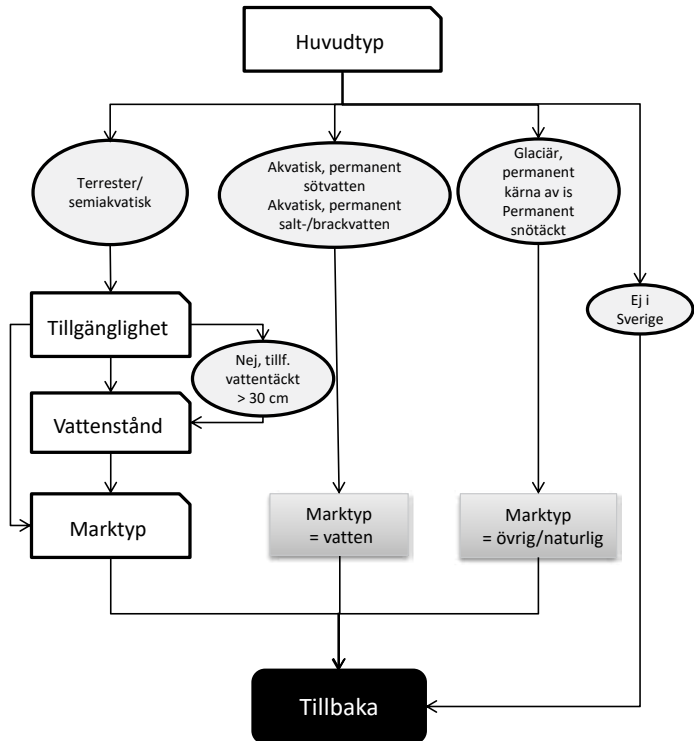 Huvudtyp
Terrester/
semiakvatisk
Akvatisk, permanent
sötvatten
Akvatisk, permanent
salt-/brackvatten
Glaciär,
permanent
kärna av is
Permanent
snötäckt
Ej i
Sverige
Tillgänglighet
Nej, tillf.
vattentäckt
> 30 cm
Vattenstånd
Marktyp
Marktyp
= vatten
Marktyp
= övrig/naturlig
Tillbaka